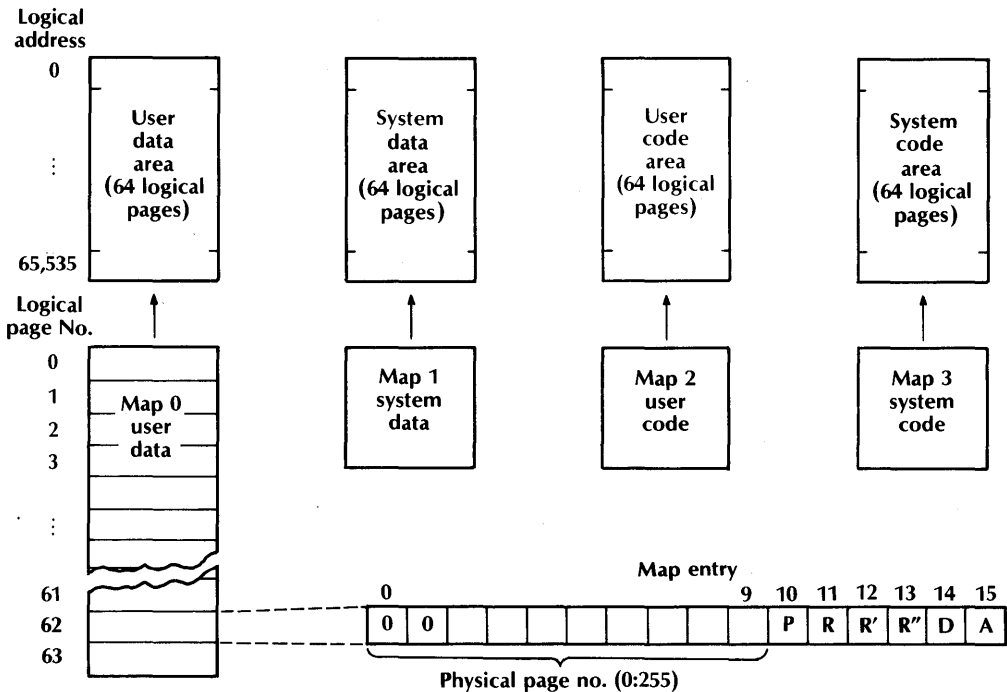 Logical
address
0
⋮
65,535
User
data
area
(64 logical
pages)
System
data
area
(64 logical
pages)
User
code
area
(64 logical
pages)
System
code
area
(64 logical
pages)
Logical
page No.
0
1
2
3
⋮
61
62
63
Map 0
user
data
Map 1
system
data
Map 2
user
code
Map 3
system
code
Map entry
0 9 10 11 12 13 14 15
0 0 P R R′ R″ D A
Physical page no. (0:255)